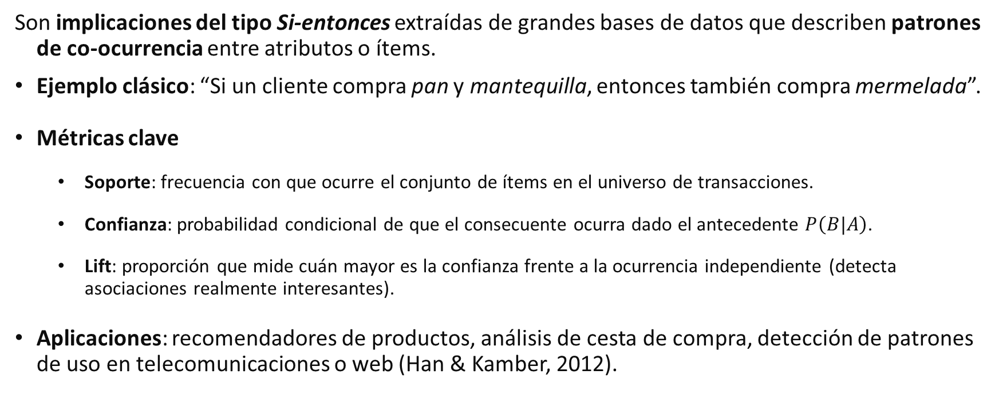 Son implicaciones del tipo Si-entonces extraídas de grandes bases de datos que describen patrones
de co-ocurrencia entre atributos o ítems.
• Ejemplo clásico: “Si un cliente compra pan y mantequilla, entonces también compra mermelada”.
• Métricas clave
• Soporte: frecuencia con que ocurre el conjunto de ítems en el universo de transacciones.
• Confianza: probabilidad condicional de que el consecuente ocurra dado el antecedente P(B|A).
• Lift: proporción que mide cuán mayor es la confianza frente a la ocurrencia independiente (detecta
asociaciones realmente interesantes).
• Aplicaciones: recomendadores de productos, análisis de cesta de compra, detección de patrones
de uso en telecomunicaciones o web (Han & Kamber, 2012).